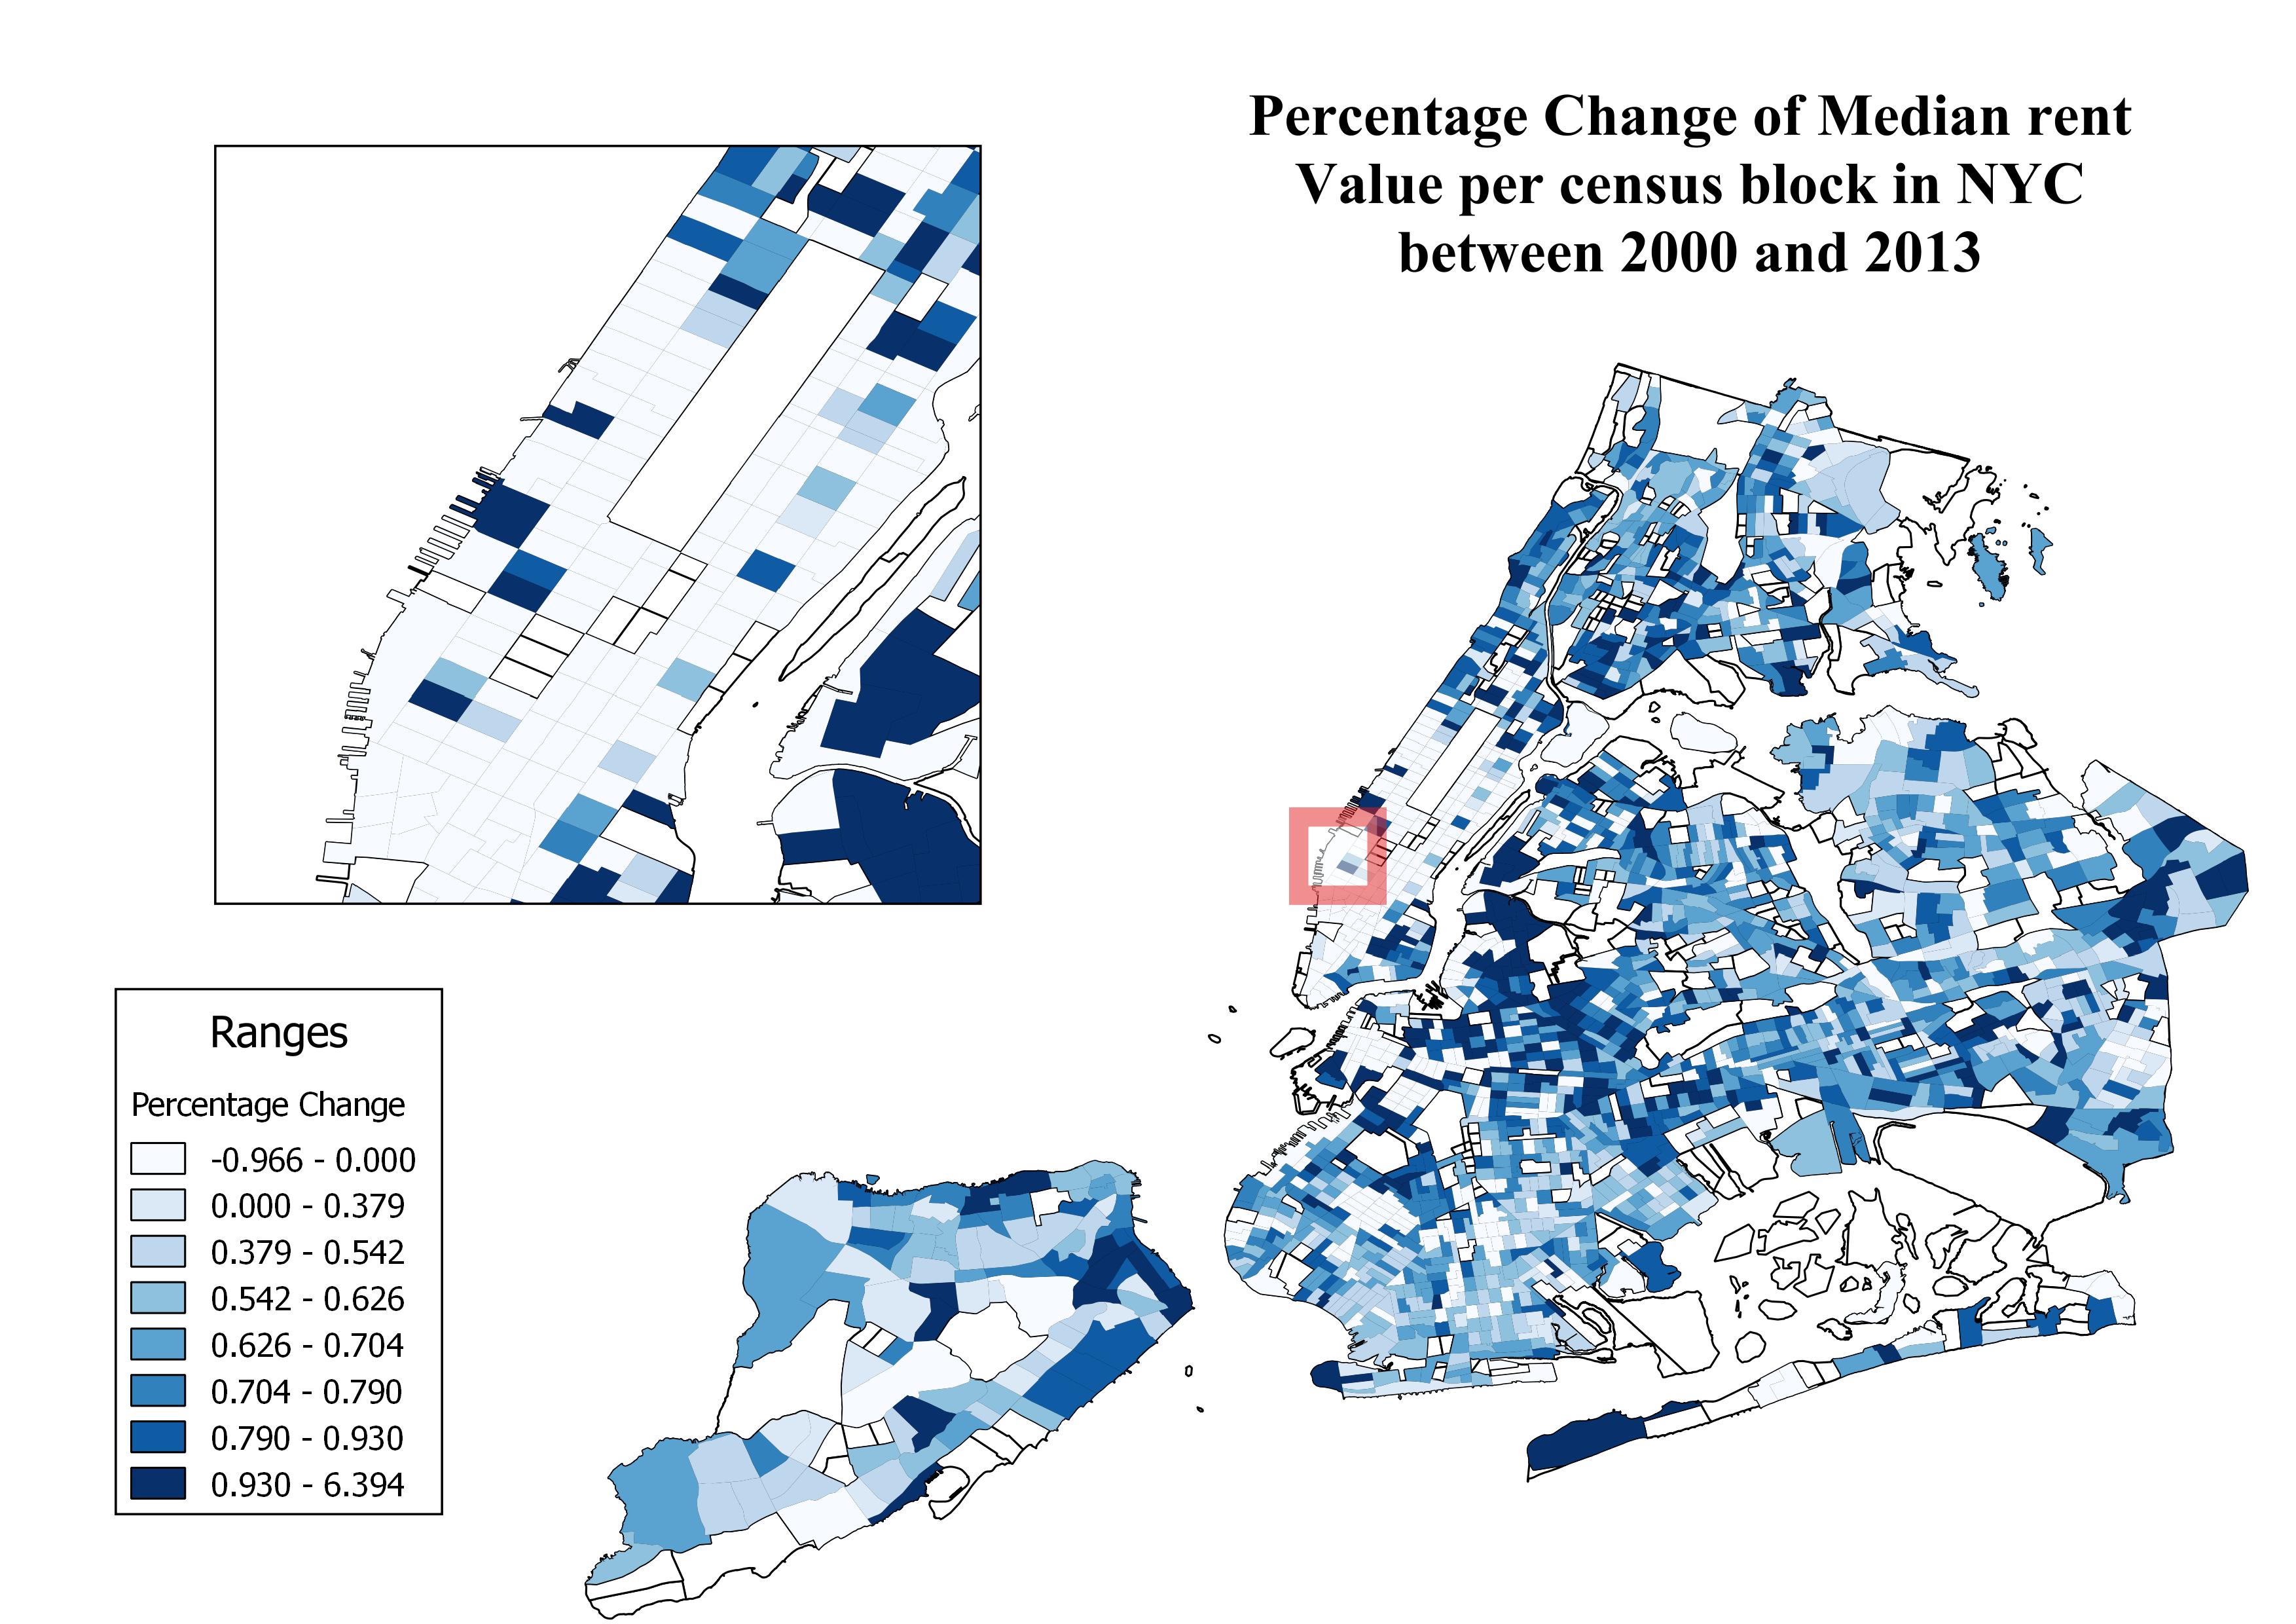 Percentage Change of Median rent
Value per census block in NYC
between 2000 and 2013
Ranges
Percentage Change
-0.966 - 0.000
0.000 - 0.379
0.379 - 0.542
0.542 - 0.626
0.626 - 0.704
0.704 - 0.790
0.790 - 0.930
0.930 - 6.394